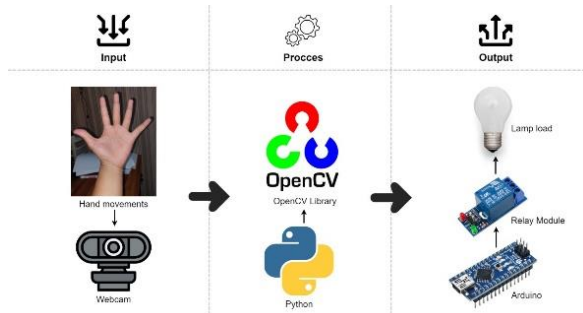 Input
Procces
Output
Hand movements
Webcam
OpenCV
OpenCV Library
Python
Lamp load
Relay Module
Arduino